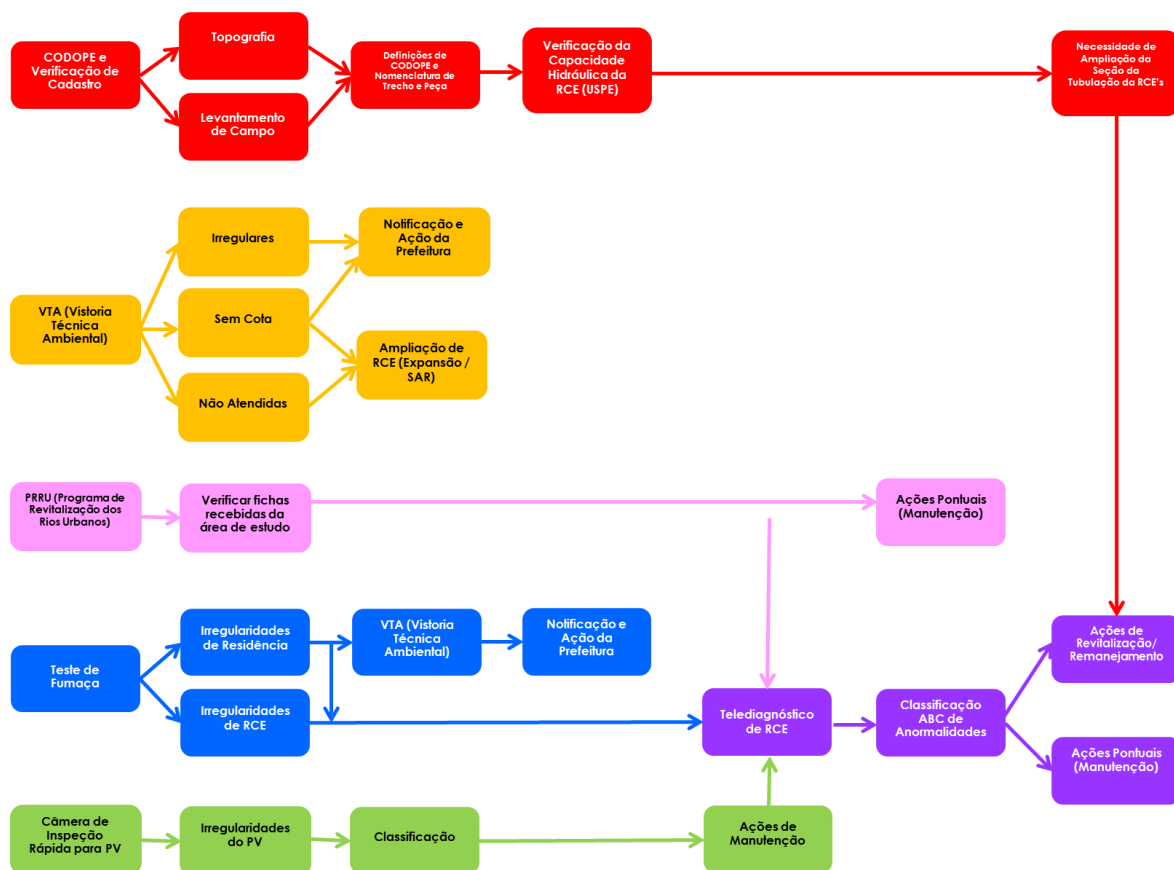 CODOPE e
Verificação de
Cadastro
Topografia
Levantamento
de Campo
Definições de
CODOPE e
Nomenclatura de
Trecho e Peça
Verificação da
Capacidade
Hidráulica da
RCE (USPE)
Necessidade de
Ampliação da
Seção da
Tubulação da RCE's
VTA (Vistoria
Técnica
Ambiental)
Irregulares
Sem Cota
Não Atendidas
Notificação e
Ação da
Prefeitura
Ampliação de
RCE (Expansão /
SAR)
PRRU (Programa de
Revitalização dos
Rios Urbanos)
Verificar fichas
recebidas da
área de estudo
Ações Pontuais
(Manutenção)
Teste de
Fumaça
Irregularidades
de Residência
Irregularidades
de RCE
VTA (Vistoria
Técnica
Ambiental)
Notificação e
Ação da
Prefeitura
Telediagnóstico
de RCE
Classificação
ABC de
Anormalidades
Ações de
Revitalização/
Remanejamento
Ações Pontuais
(Manutenção)
Câmera de
Inspeção
Rápida para PV
Irregularidades
do PV
Classificação
Ações de
Manutenção